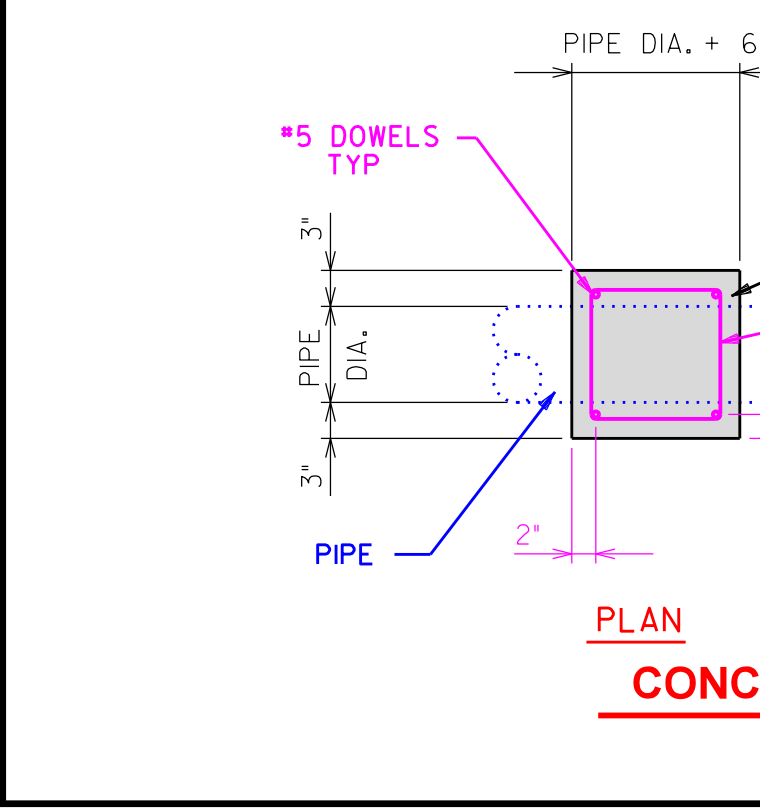 PIPE DIA. + 6
#5 DOWELS
TYP
3"
PIPE
DIA.
3"
PIPE
2"
PLAN
CONC